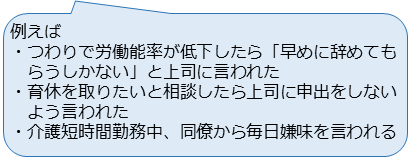 例えば
・つわりで労働能率が低下したら「早めに辞めても
らうしかない」と上司に言われた
・育休を取りたいと相談したら上司に申出をしない
よう言われた
・介護短時間勤務中、同僚から毎日嫌味を言われる